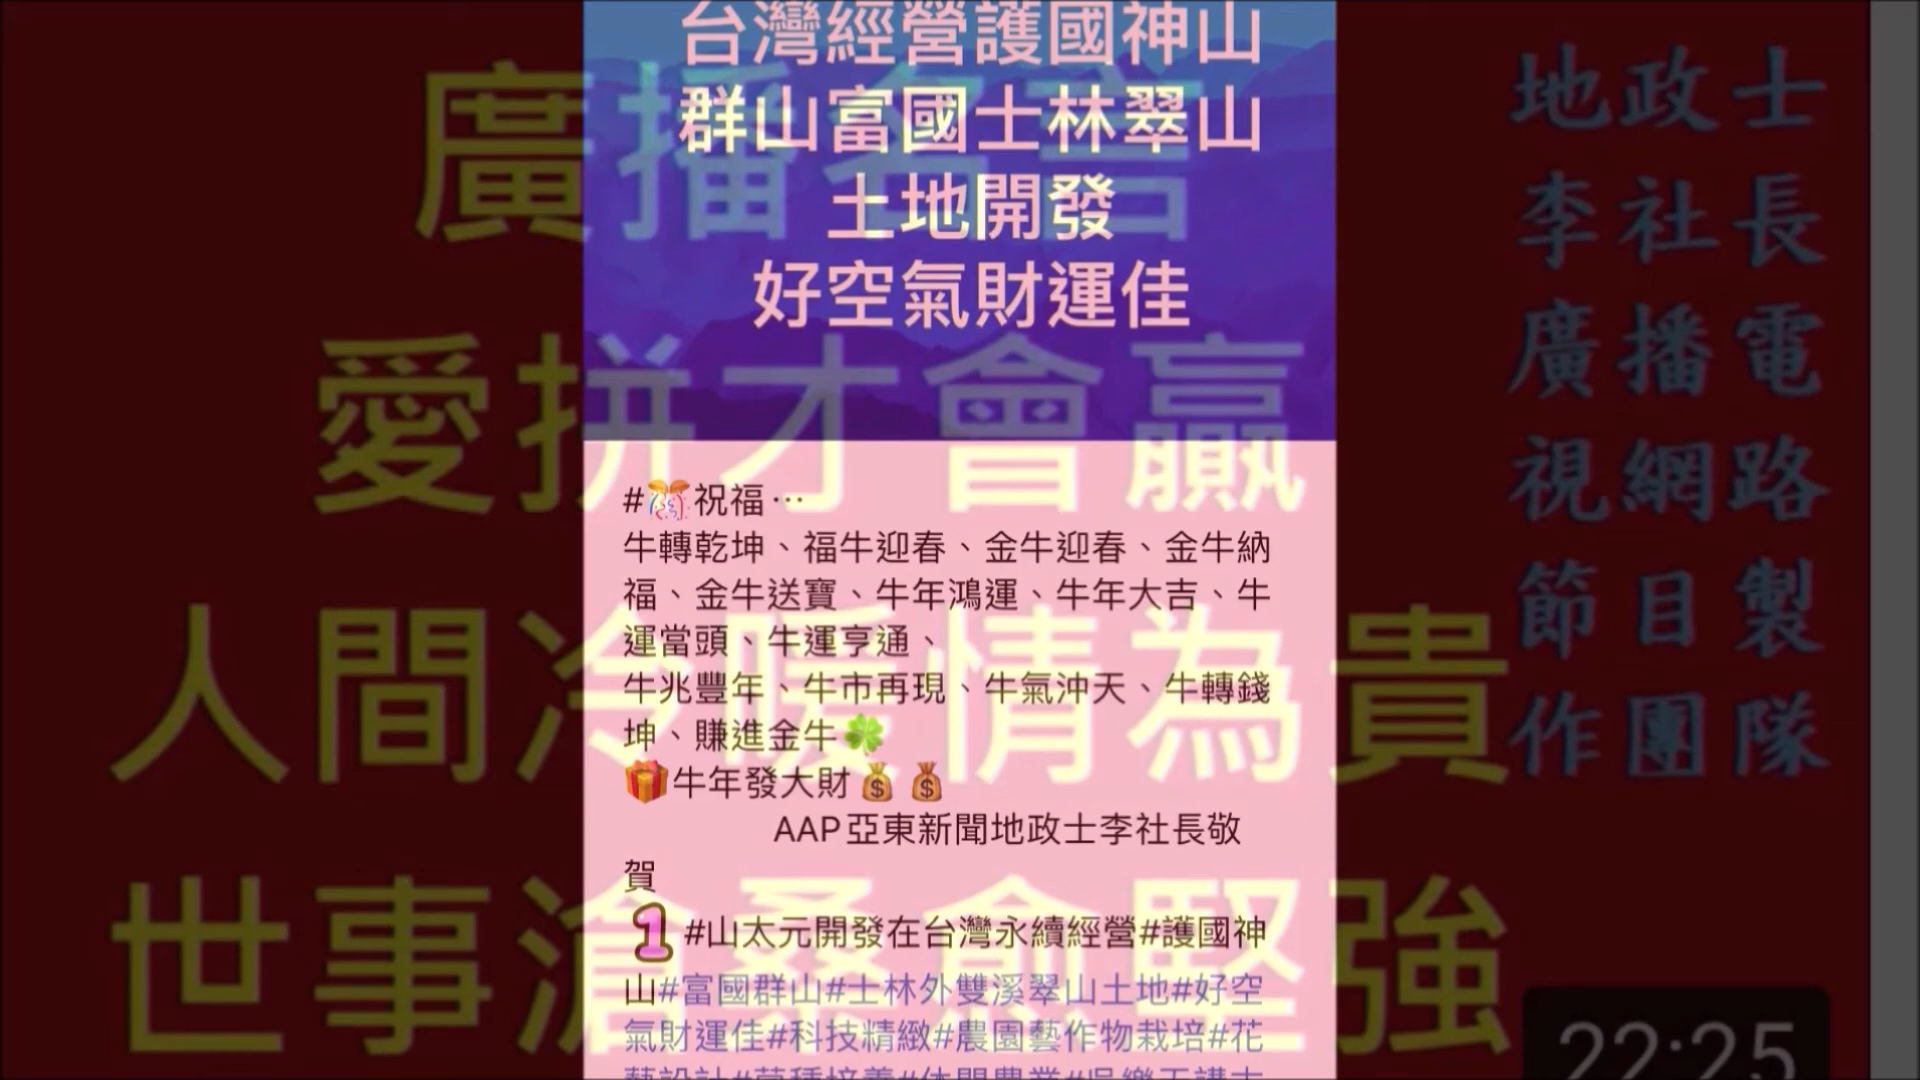 台灣經營護國神山
群山富國士林翠山
土地開發
好空氣財運佳
廣播名言
愛拼才會贏
人間冷暖情為貴
世事滄桑愈堅強
#🎊祝福…
牛轉乾坤、福牛迎春、金牛迎春、金牛納
福、金牛送寶、牛年鴻運、牛年大吉、牛
運當頭、牛運亨通、
牛兆豐年、牛市再現、牛氣沖天、牛轉錢
坤、賺進金牛🍀
🎁牛年發大財💰💰
AAP亞東新聞地政士李社長敬
賀
1 #山太元開發在台灣永續經營#護國神
山#富國群山#士林外雙溪翠山土地#好空
氣財運佳#科技精緻#農園藝作物栽培#花
地政士
李社長
廣播電
視網路
節目製
作團隊
22:25